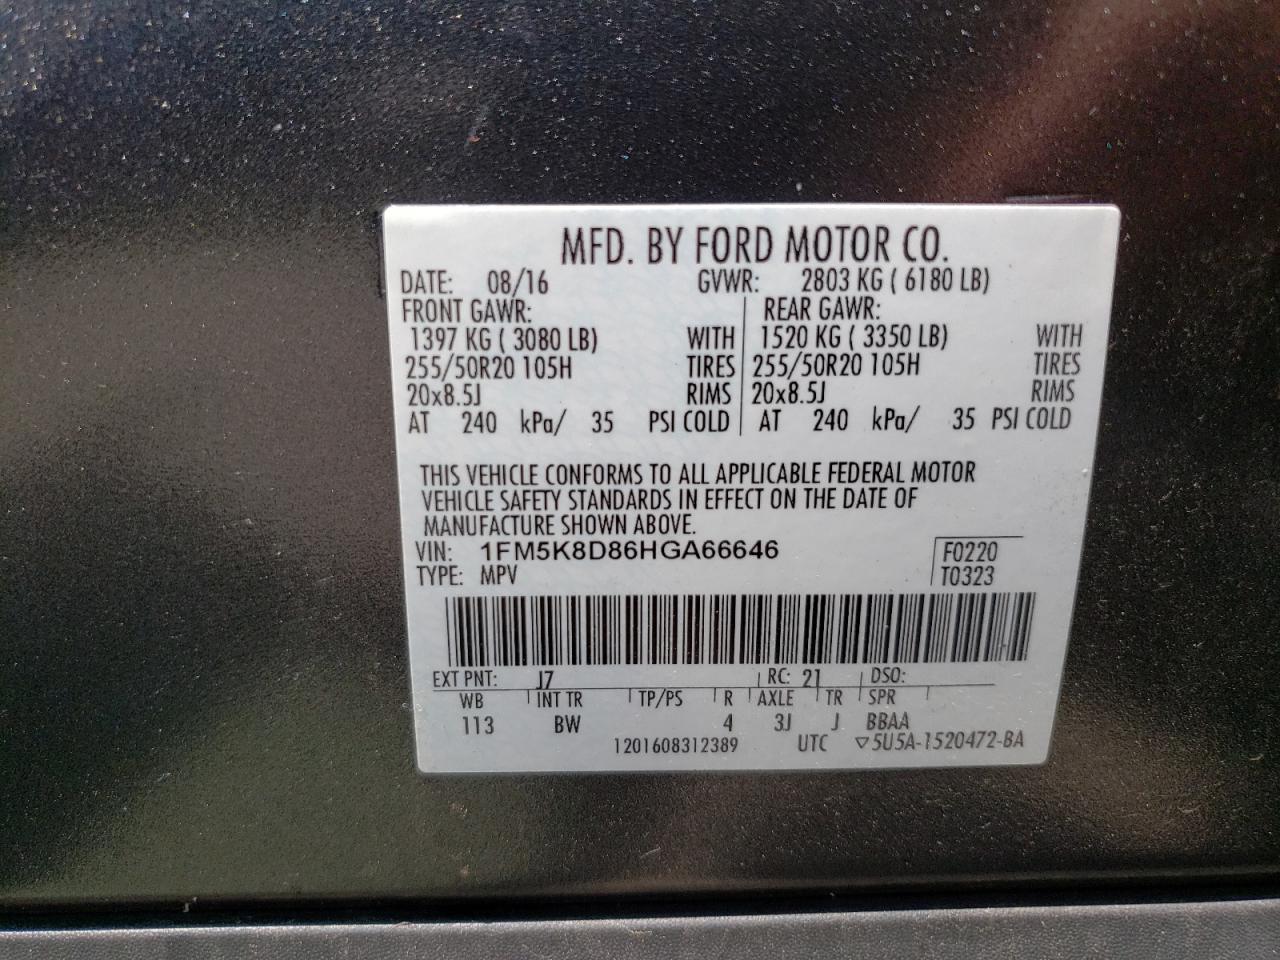 MFD. BY FORD MOTOR CO.
DATE: 08/16 GVWR: 2803 KG ( 6180 LB)
FRONT GAWR: REAR GAWR:
1397 KG ( 3080 LB) WITH 1520 KG ( 3350 LB) WITH
255/50R20 105H TIRES 255/50R20 105H TIRES
20x8.5J RIMS 20x8.5J RIMS
AT 240 kPa/ 35 PSI COLD AT 240 kPa/ 35 PSI COLD
THIS VEHICLE CONFORMS TO ALL APPLICABLE FEDERAL MOTOR
VEHICLE SAFETY STANDARDS IN EFFECT ON THE DATE OF
MANUFACTURE SHOWN ABOVE.
VIN: 1FM5K8D86HGA66646 F0220
TYPE: MPV T0323
EXT PNT: J7 RC: 21 DSO:
WB INT TR TP/PS R AXLE TR SPR
113 BW 4 3J J BBAA
1201608312389 UTC ▽5U5A-1520472-BA